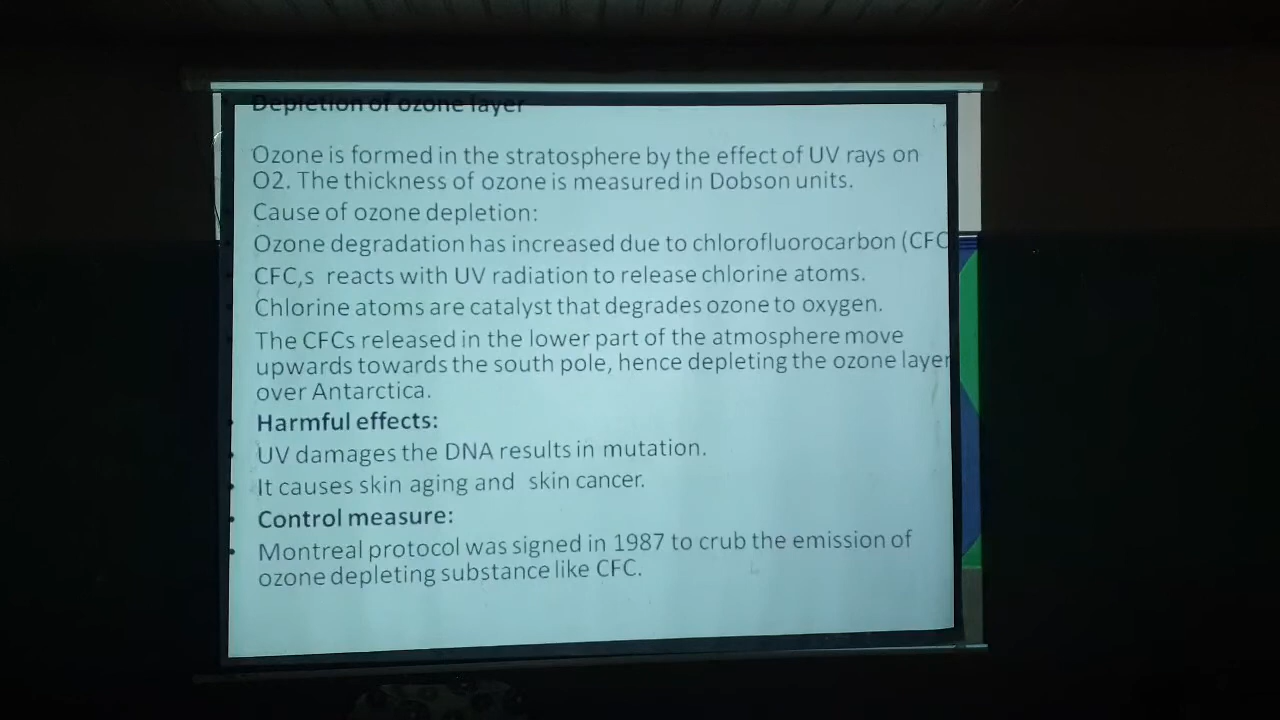 Depletion of ozone layer
Ozone is formed in the stratosphere by the effect of UV rays on
O2. The thickness of ozone is measured in Dobson units.
Cause of ozone depletion:
Ozone degradation has increased due to chlorofluorocarbon (CFC
CFC,s reacts with UV radiation to release chlorine atoms.
Chlorine atoms are catalyst that degrades ozone to oxygen.
The CFCs released in the lower part of the atmosphere move
upwards towards the south pole, hence depleting the ozone layer
over Antarctica.
Harmful effects:
UV damages the DNA results in mutation.
It causes skin aging and skin cancer.
Control measure:
Montreal protocol was signed in 1987 to crub the emission of
ozone depleting substance like CFC.